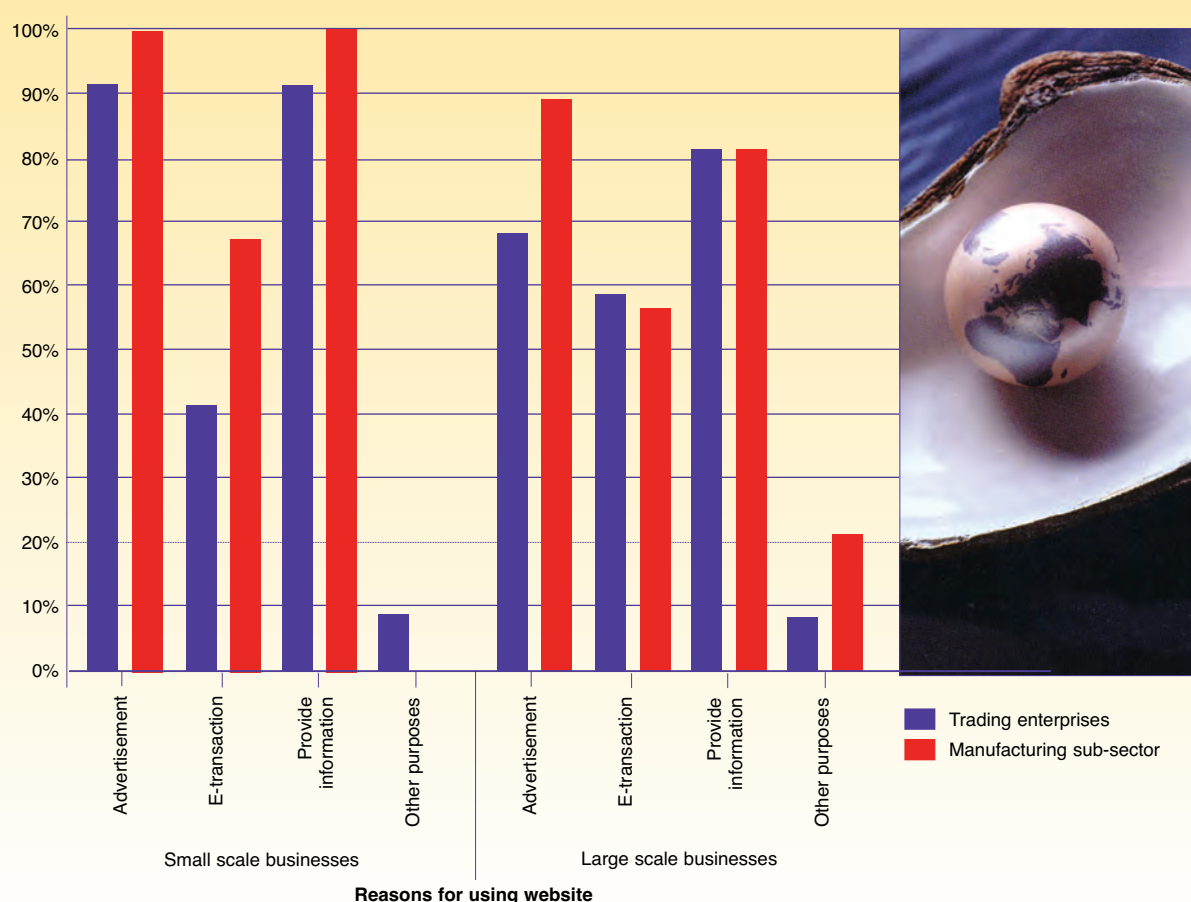 100%
90%
80%
70%
60%
50%
40%
30%
20%
10%
0%
Advertisement
E-transaction
Provide
information
Other purposes
Advertisement
E-transaction
Provide
information
Other purposes
Small scale businesses
Large scale businesses
Reasons for using website
Trading enterprises
Manufacturing sub-sector